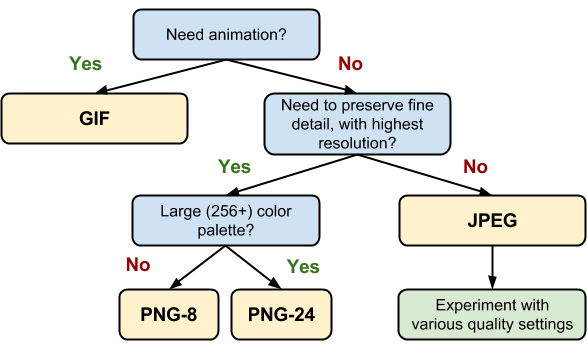 Need animation?
Yes
No
GIF
Need to preserve fine
detail, with highest
resolution?
Yes
No
Large (256+) color
palette?
JPEG
No
Yes
PNG-8
PNG-24
Experiment with
various quality settings